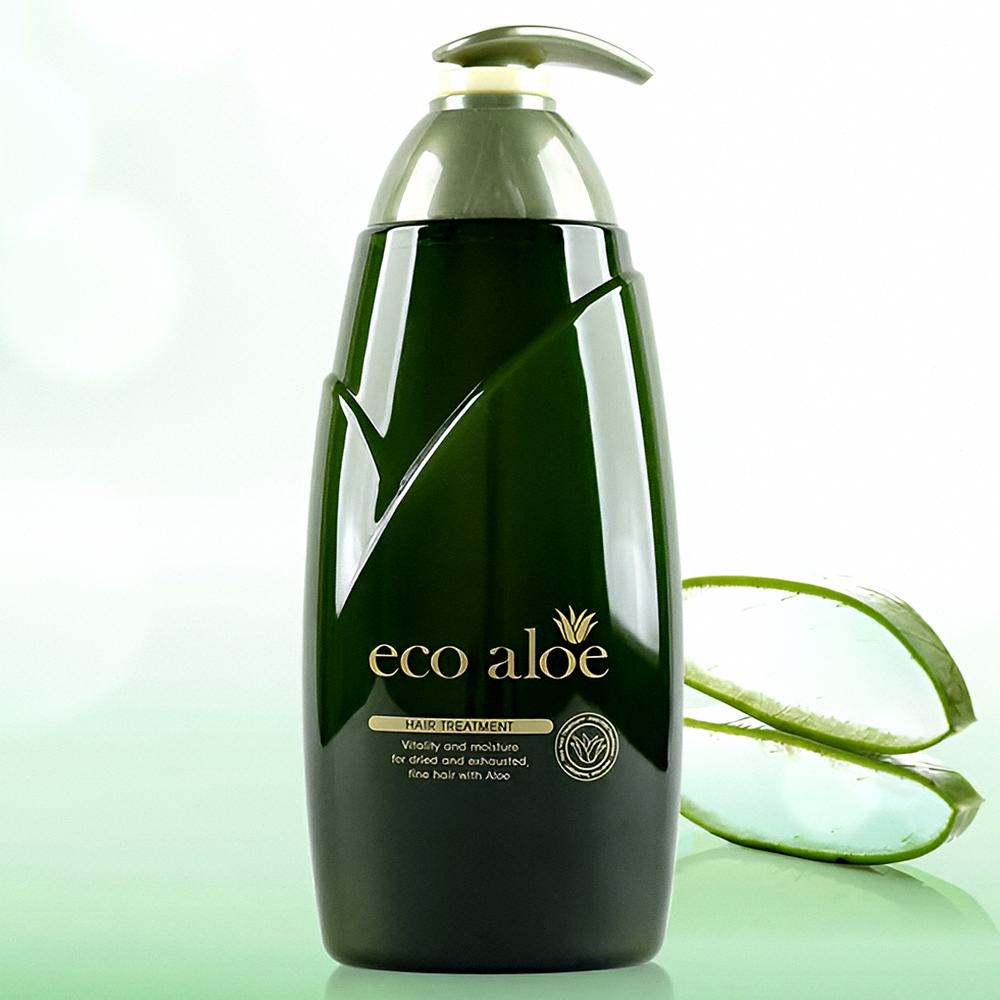 eco aloe
HAIR TREATMENT
Vitality and moisture
for dried and exhausted,
fine hair with Aloe